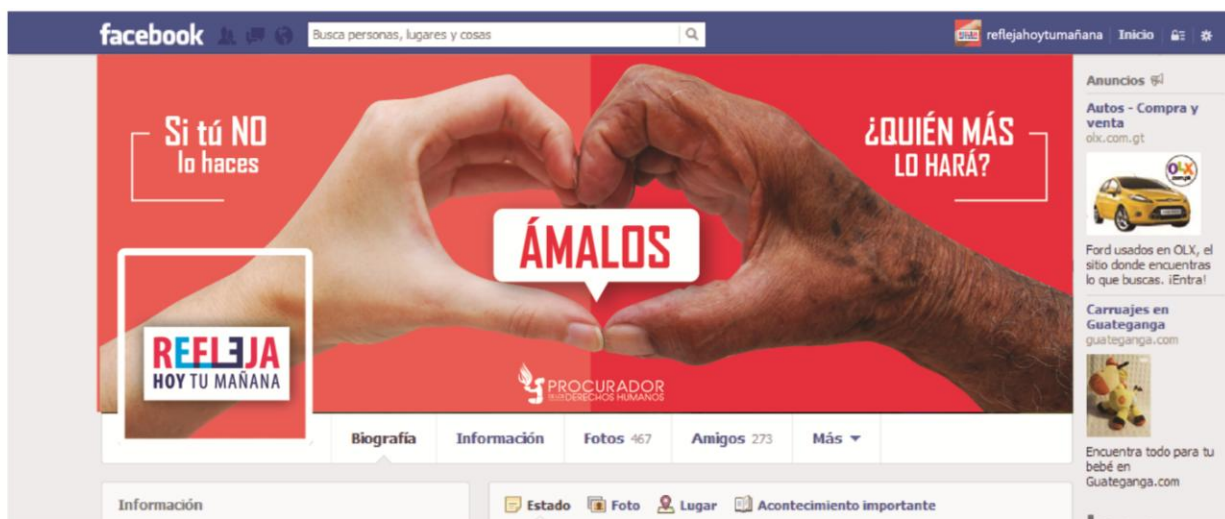 facebook
Busca personas, lugares y cosas
reflejahoytumañana Inicio
Si tú NO
lo haces
¿QUIÉN MÁS
LO HARÁ?
ÁMALOS
REFLEJA
HOY TU MAÑANA
PROCURADOR
DE LOS DERECHOS HUMANOS
Biografía Información Fotos 467 Amigos 273 Más
Información
Estado Foto Lugar Acontecimiento importante
Anuncios
Autos - Compra y
venta
olx.com.gt
OLX
Ford usados en OLX, el
sitio donde encuentras
lo que buscas. ¡Entra!
Carruajes en
Guateganga
guateganga.com
Encuentra todo para tu
bebé en
Guateganga.com